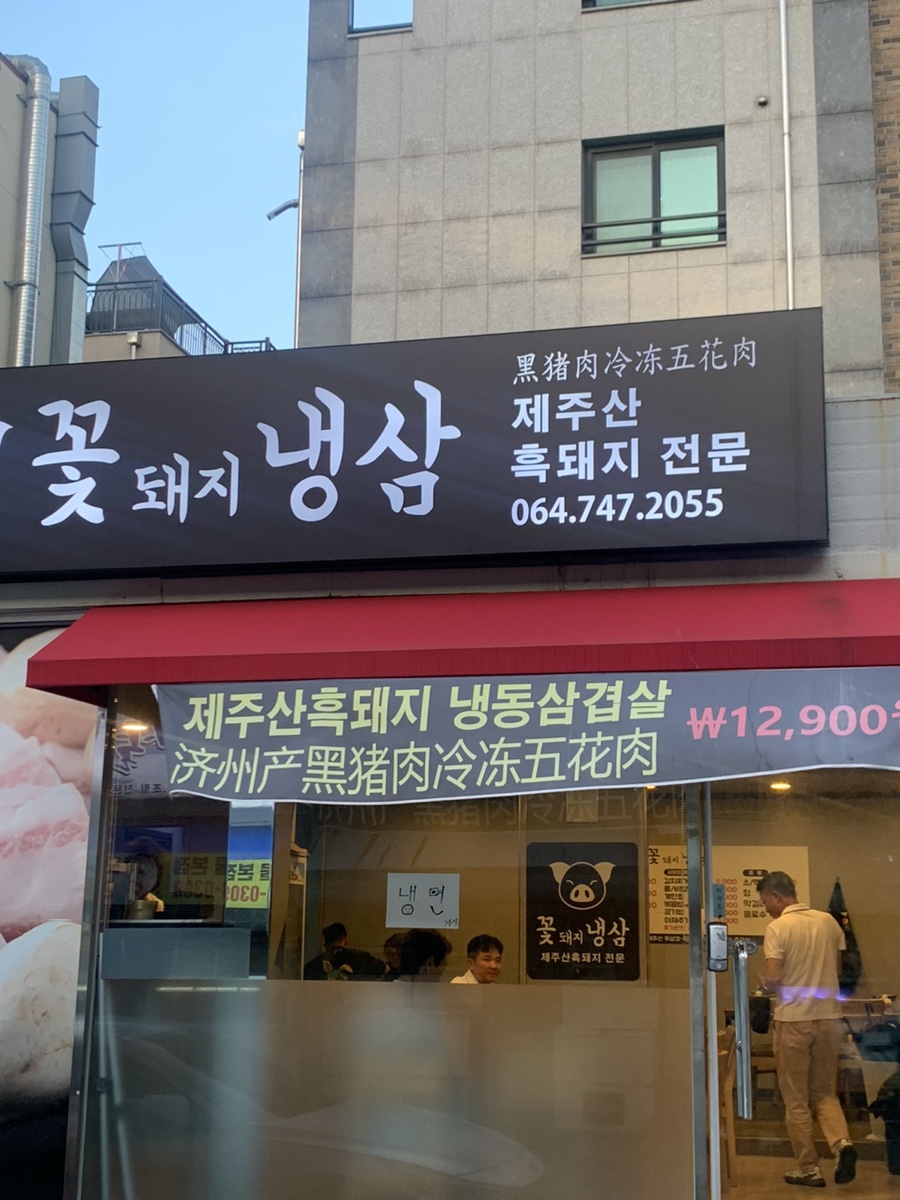 꽃돼지냉삼
黑猪肉冷冻五花肉
제주산
흑돼지 전문
064.747.2055
제주산흑돼지 냉동삼겹살
济州产黑猪肉冷冻五花肉
₩12,900
냉면
꽃돼지냉삼
제주산흑돼지 전문